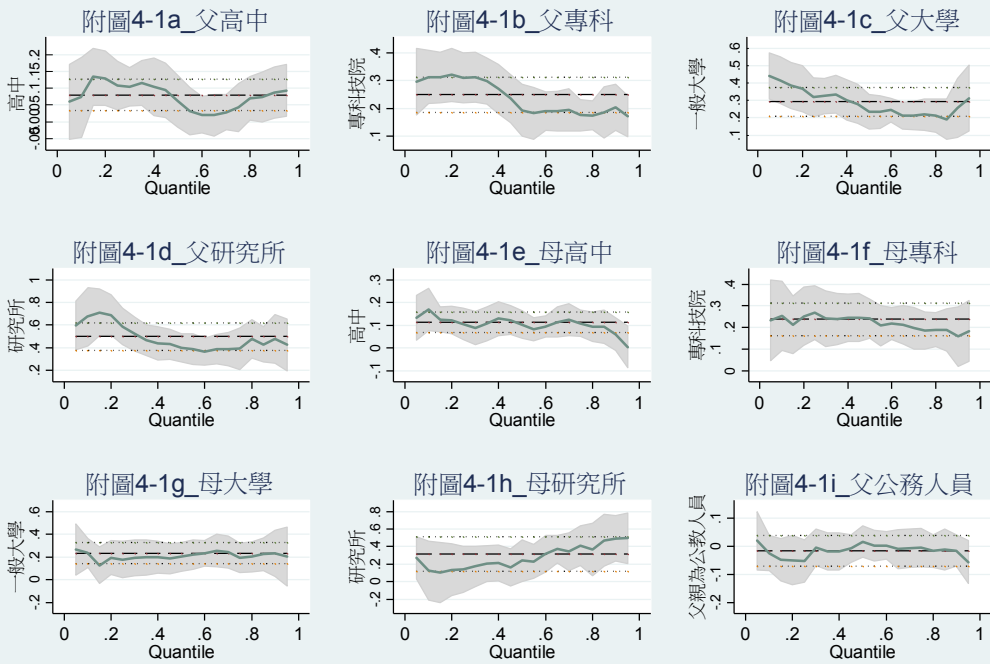 附圖4-1a_父高中
高中
-.05 0.00 .05 .1 .15 .2
0 .2 .4 .6 .8 1
Quantile
附圖4-1b_父專科
專科技院
.1 .2 .3 .4
0 .2 .4 .6 .8 1
Quantile
附圖4-1c_父大學
一般大學
.1 .2 .3 .4 .5 .6
0 .2 .4 .6 .8 1
Quantile
附圖4-1d_父研究所
研究所
.2 .4 .6 .8 1
0 .2 .4 .6 .8 1
Quantile
附圖4-1e_母高中
高中
-.1 0 .1 .2 .3
0 .2 .4 .6 .8 1
Quantile
附圖4-1f_母專科
專科技院
0 .1 .2 .3 .4
0 .2 .4 .6 .8 1
Quantile
附圖4-1g_母大學
一般大學
-.2 0 .2 .4 .6
0 .2 .4 .6 .8 1
Quantile
附圖4-1h_母研究所
研究所
-.2 0 .2 .4 .6 .8
0 .2 .4 .6 .8 1
Quantile
附圖4-1i_父公務人員
父親為公教人員
-.2 -.1 0 .1
0 .2 .4 .6 .8 1
Quantile